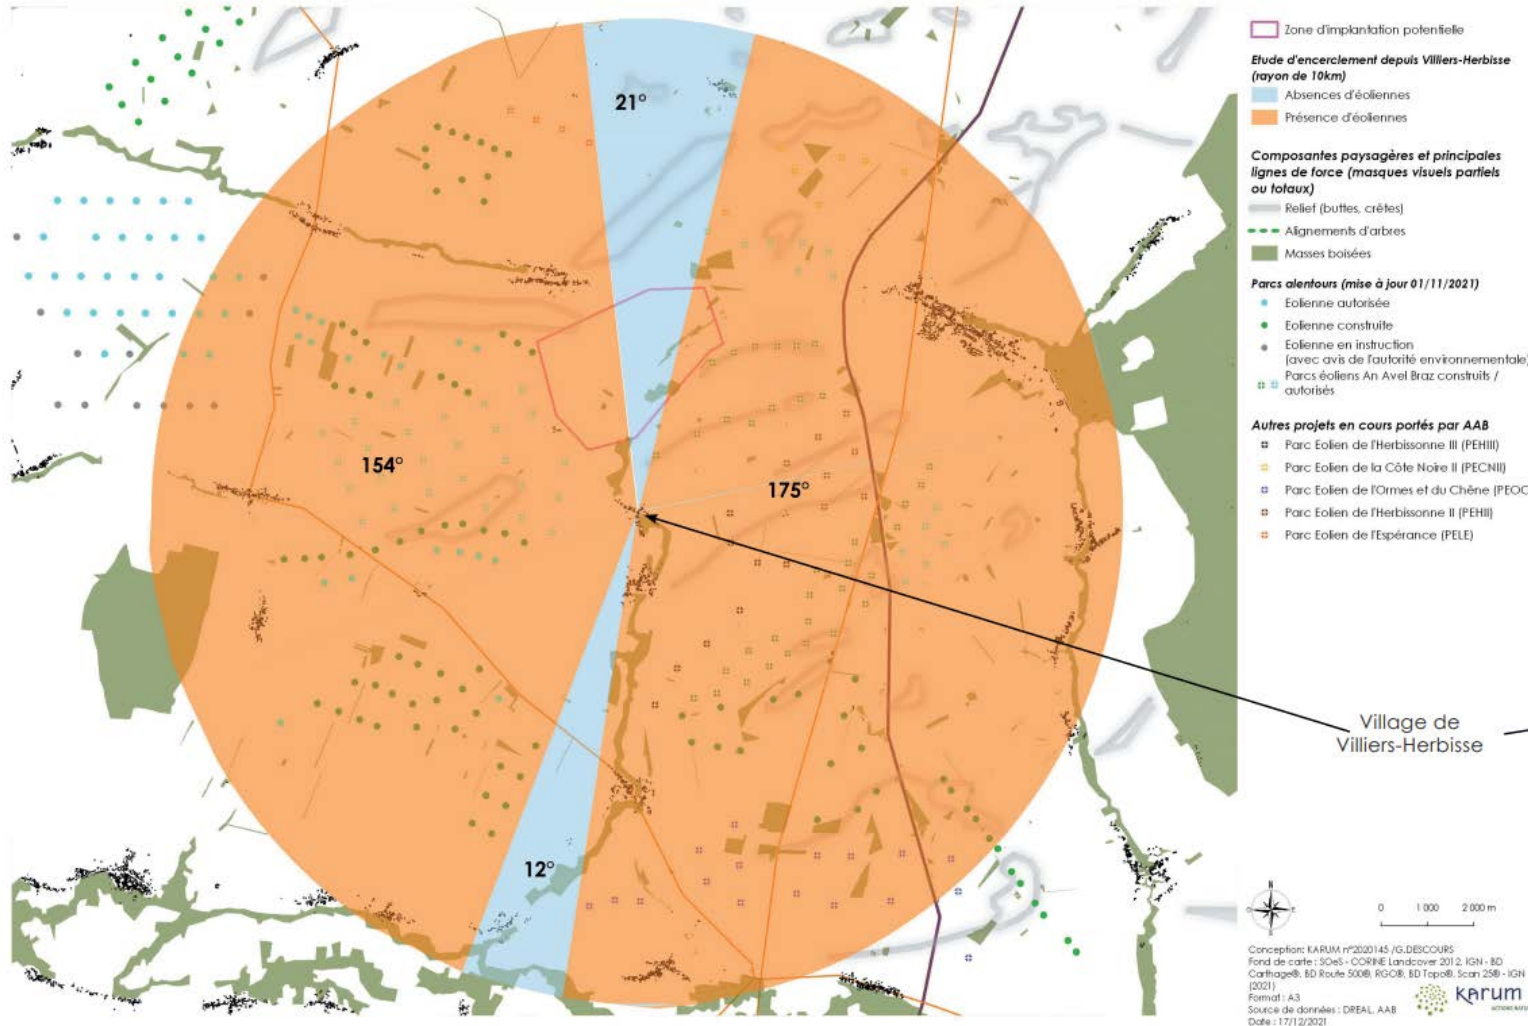 21°
154°
175°
12°
Village de
Villiers-Herbisse
Zone d'implantation potentielle
Etude d'encerclement depuis Villiers-Herbisse
(rayon de 10km)
Absences d'éoliennes
Présence d'éoliennes
Composantes paysagères et principales
lignes de force (masques visuels partiels
ou totaux)
Relief (buttes, crêtes)
Alignements d'arbres
Masses boisées
Parcs alentours (mise à jour 01/11/2021)
Eolienne autorisée
Eolienne construite
Eolienne en instruction
(avec avis de l'autorité environnementale)
Parcs éoliens An Avel Braz construits /
autorisés
Autres projets en cours portés par AAB
Parc Eolien de l'Herbissonne III (PEHIII)
Parc Eolien de la Côte Noire II (PECNII)
Parc Eolien de l'Ormes et du Chêne (PEOC
Parc Eolien de l'Herbissonne II (PEHII)
Parc Eolien de l'Espérance (PELE)
N
0 1 000 2 000 m
Conception: KARUM n°2020145 /G.DESCOURS
Fond de carte : SOeS - CORINE Landcover 2012, IGN - BD
Carthage®, BD Route 500®, RGC®, BD Topo®, Scan 25® - IGN
(2021)
Format : A3
Source de données : DREAL, AAB
Date : 17/12/2021
KARUM